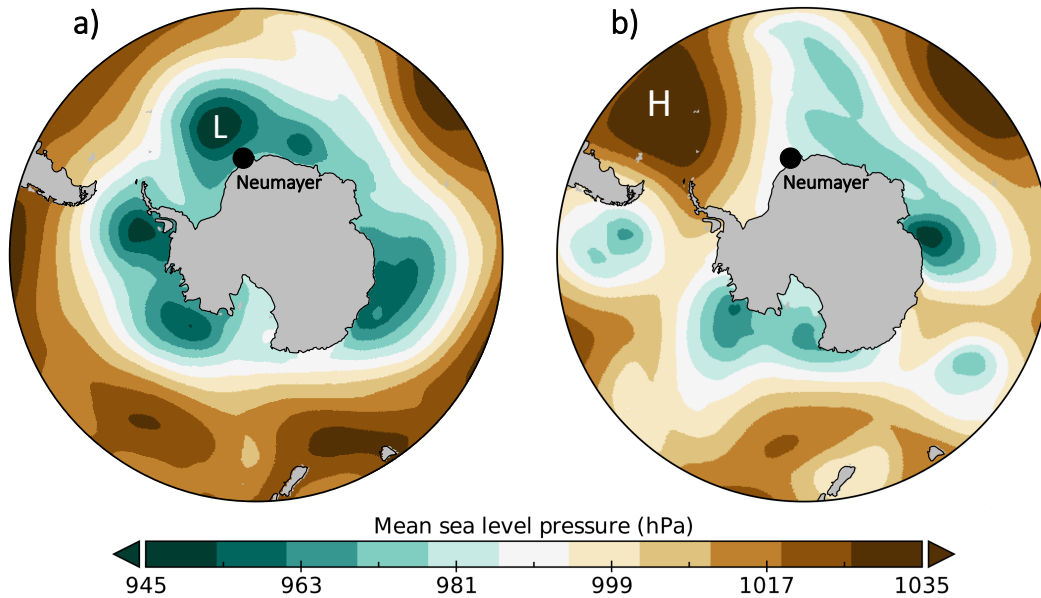 a)
b)
L
H
Neumayer
Neumayer
Mean sea level pressure (hPa)
945 963 981 999 1017 1035